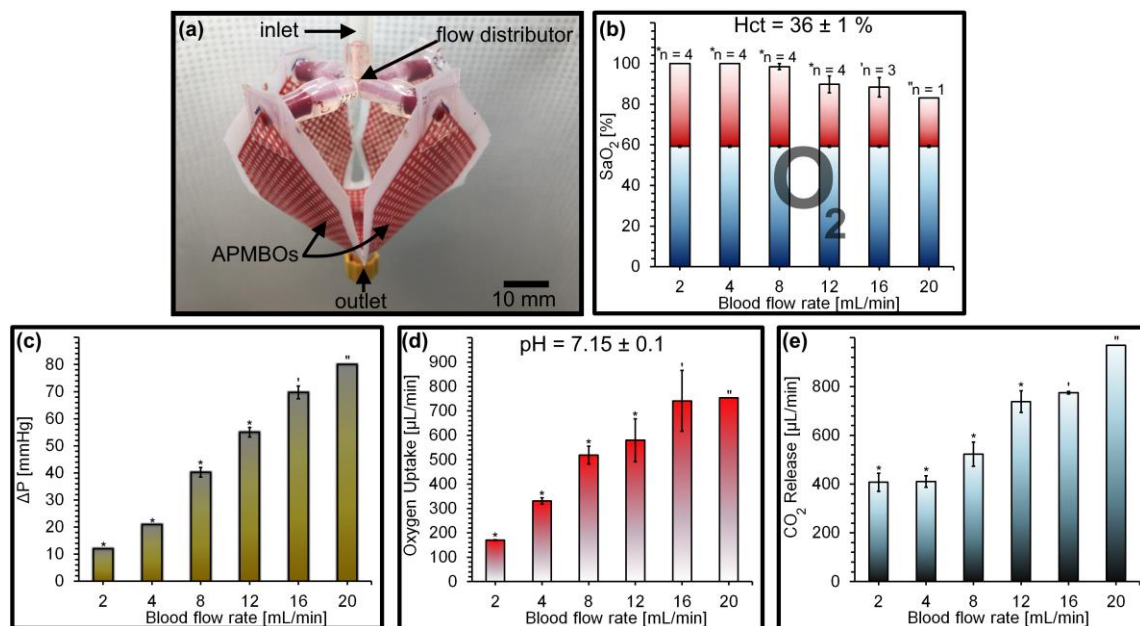 (a)
inlet
flow distributor
APMBOs
outlet
10 mm
(b)
Hct = 36 ± 1 %
*n = 4
*n = 4
*n = 4
*n = 4
'n = 3
"n = 1
SaO2 [%]
100
80
60
40
20
0
O2
2 4 8 12 16 20
Blood flow rate [mL/min]
(c)
ΔP [mmHg]
80
70
60
50
40
30
20
10
0
* * * * ' "
2 4 8 12 16 20
Blood flow rate [mL/min]
(d)
pH = 7.15 ± 0.1
Oxygen Uptake [µL/min]
900
800
700
600
500
400
300
200
100
0
* * * * ' "
2 4 8 12 16 20
Blood flow rate [mL/min]
(e)
CO2 Release [µL/min]
800
600
400
200
0
* * * * ' "
2 4 8 12 16 20
Blood flow rate [mL/min]